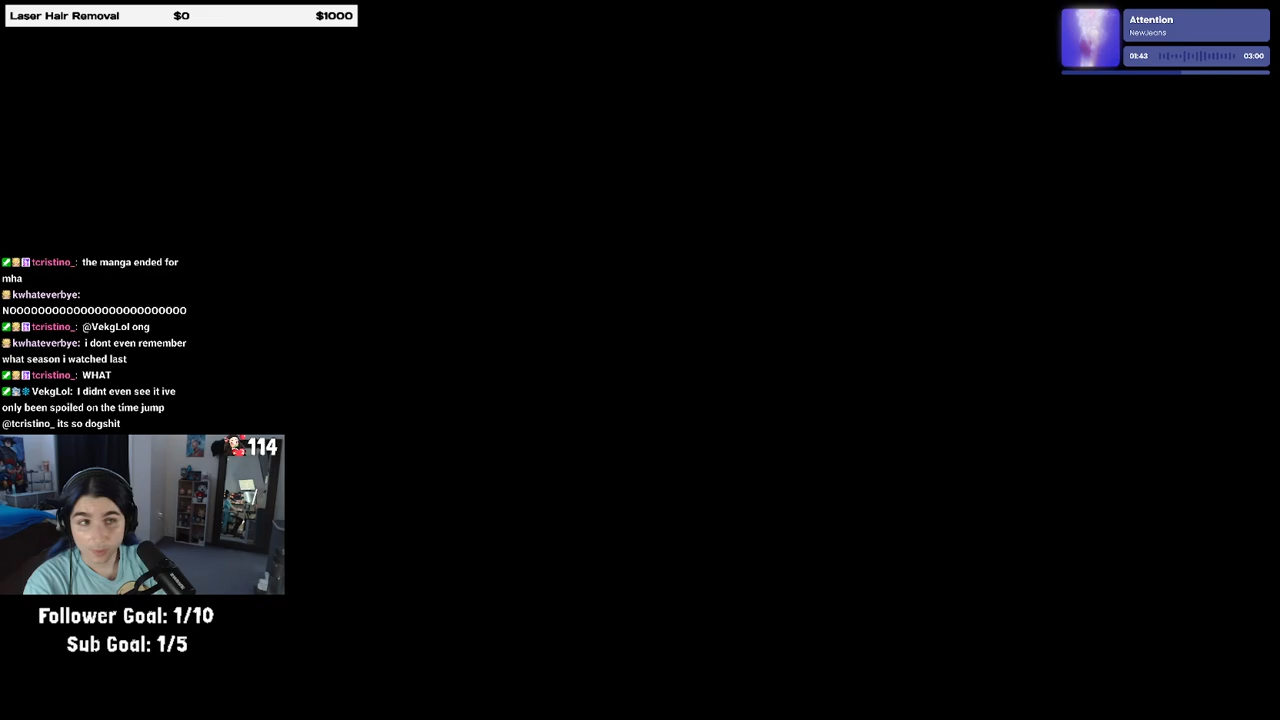 Laser Hair Removal $0 $1000
Attention
NewJeans
01:43 03:00
tcristino_: the manga ended for
mha
kwhateverbye:
NOOOOOOOOOOOOOOOOOOOOOOOOO
tcristino_: @VekgLol ong
kwhateverbye: i dont even remember
what season i watched last
tcristino_: WHAT
VekgLol: I didnt even see it ive
only been spoiled on the time jump
@tcristino_ its so dogshit
114
Follower Goal: 1/10
Sub Goal: 1/5